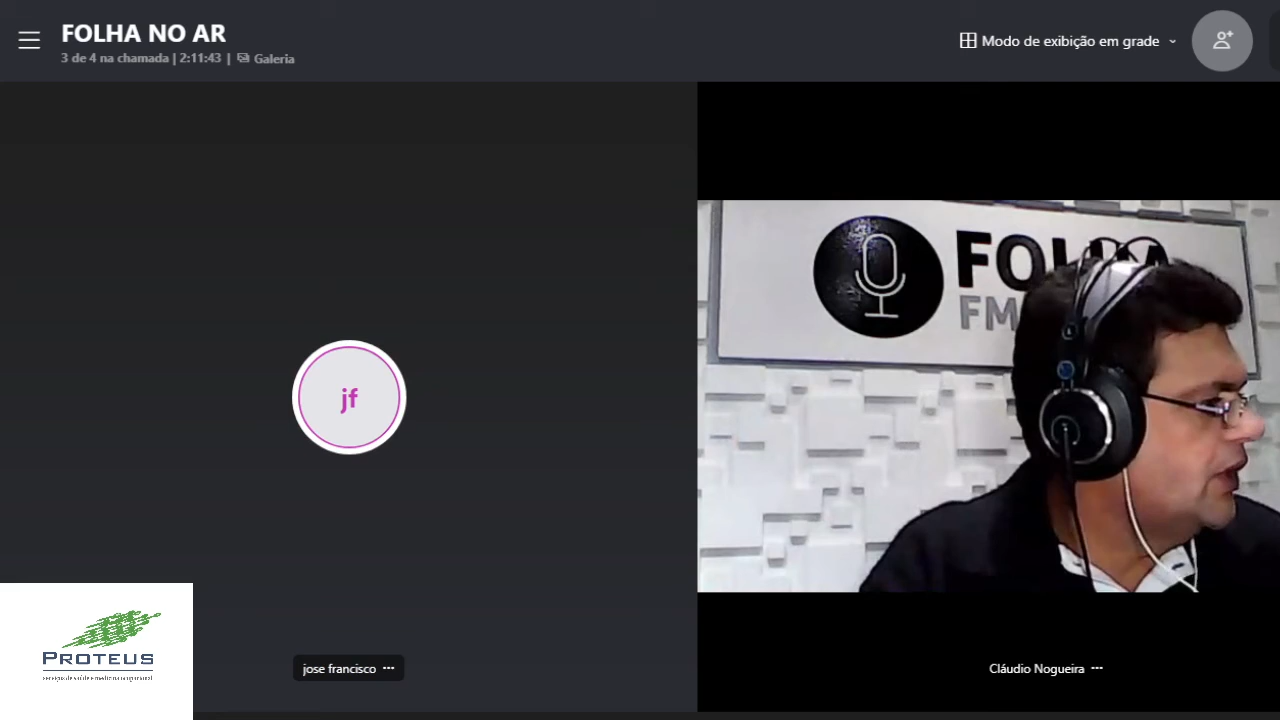 FOLHA NO AR
3 de 4 na chamada | 2:11:43 | Galeria
Modo de exibição em grade
FOLHA
FM
jf
jose francisco
Cláudio Nogueira
PROTEUS